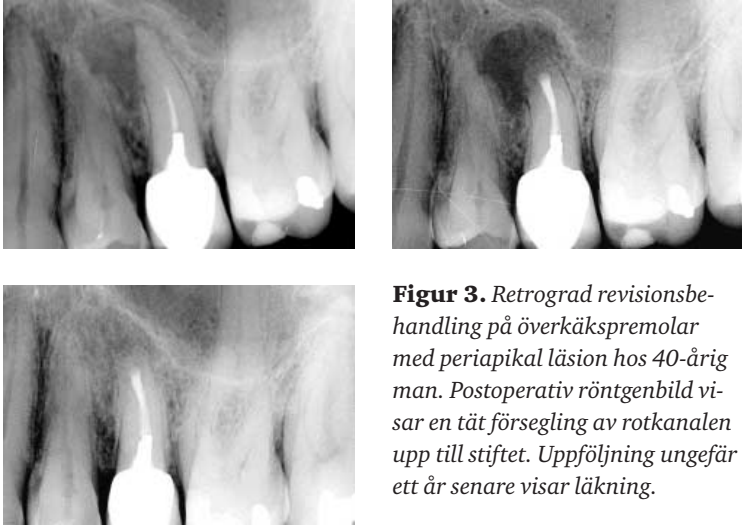 Figur 3. Retrograd revisionsbe-
handling på överkäkspremolar
med periapikal läsion hos 40-årig
man. Postoperativ röntgenbild vi-
sar en tät försegling av rotkanalen
upp till stiftet. Uppföljning ungefär
ett år senare visar läkning.